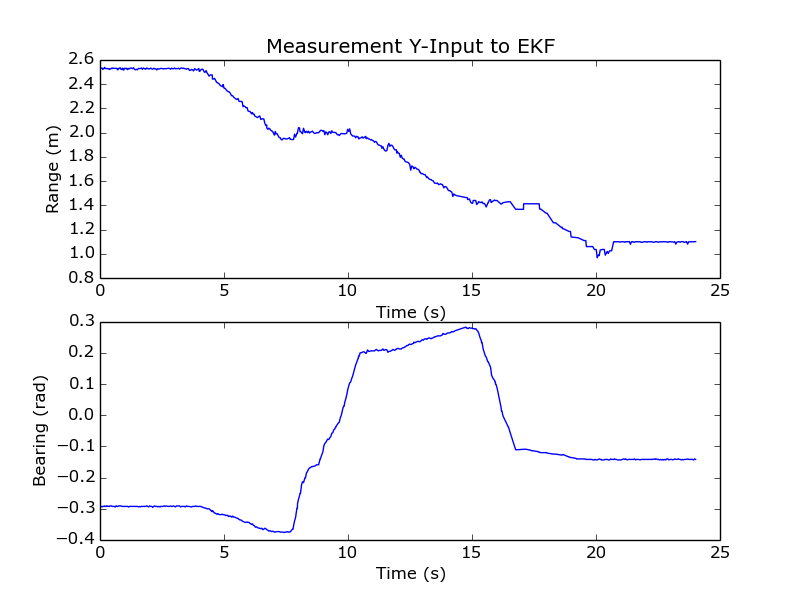 Measurement Y-Input to EKF
2.6
2.4
2.2
2.0
1.8
1.6
1.4
1.2
1.0
0.8
Range (m)
0 5 10 15 20 25
Time (s)
0.3
0.2
0.1
0.0
−0.1
−0.2
−0.3
−0.4
Bearing (rad)
0 5 10 15 20 25
Time (s)